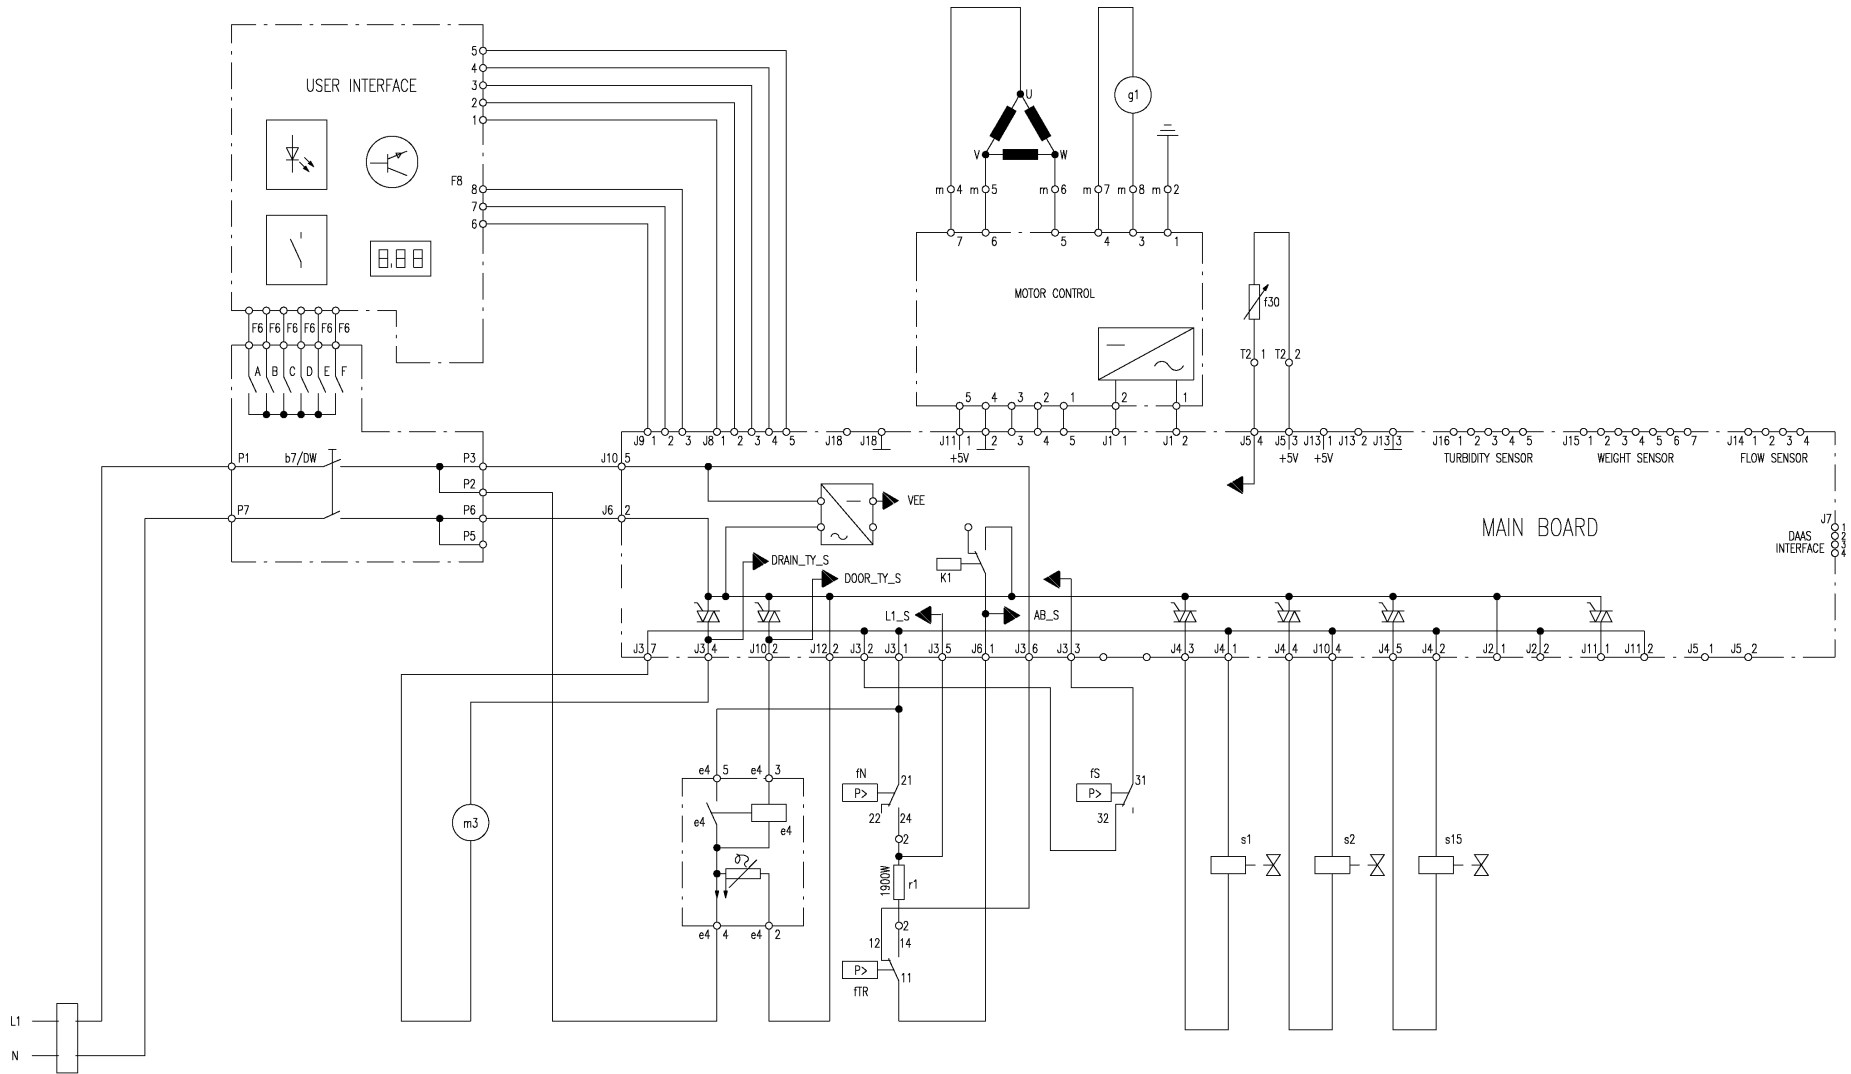 USER INTERFACE
5
4
3
2
1
F8
8
7
6
F6 F6 F6 F6 F6 F6
A B C D E F
P1
b7/DW
P3
P2
P7
P6
P5
U
V
W
g1
m 4
m 5
m 6
m 7
m 8
m 2
7 6 5 4 3 1
MOTOR CONTROL
5 4 3 2 1 2 1
f30
T2 1
T2 2
J9 1 2 3
J8 1 2 3 4 5
J18
J18
J11 1 2 3 4 5
+5V
J1 1
J1 2
J5 4
J5 3
+5V
J13 1
+5V
J13 2
J13 3
J16 1 2 3 4 5
TURBIDITY SENSOR
J15 1 2 3 4 5 6 7
WEIGHT SENSOR
J14 1 2 3 4
FLOW SENSOR
J10 5
J6 2
VEE
MAIN BOARD
J7
1
2
3
4
DAAS
INTERFACE
DRAIN_TY_S
DOOR_TY_S
K1
L1_S
AB_S
J3 7
J3 4
J10 2
J12 2
J3 2
J3 1
J3 5
J6 1
J3 6
J3 3
J4 3
J4 1
J4 4
J10 4
J4 5
J4 2
J2 1
J2 2
J11 1
J11 2
J5 1
J5 2
e4 5
e4 3
e4
e4
e4 4
e4 2
m3
fN
P>
21
22
24
2
1900W
r1
2
12
14
P>
11
fTR
fS
P>
31
32
s1
s2
s15
L1
N